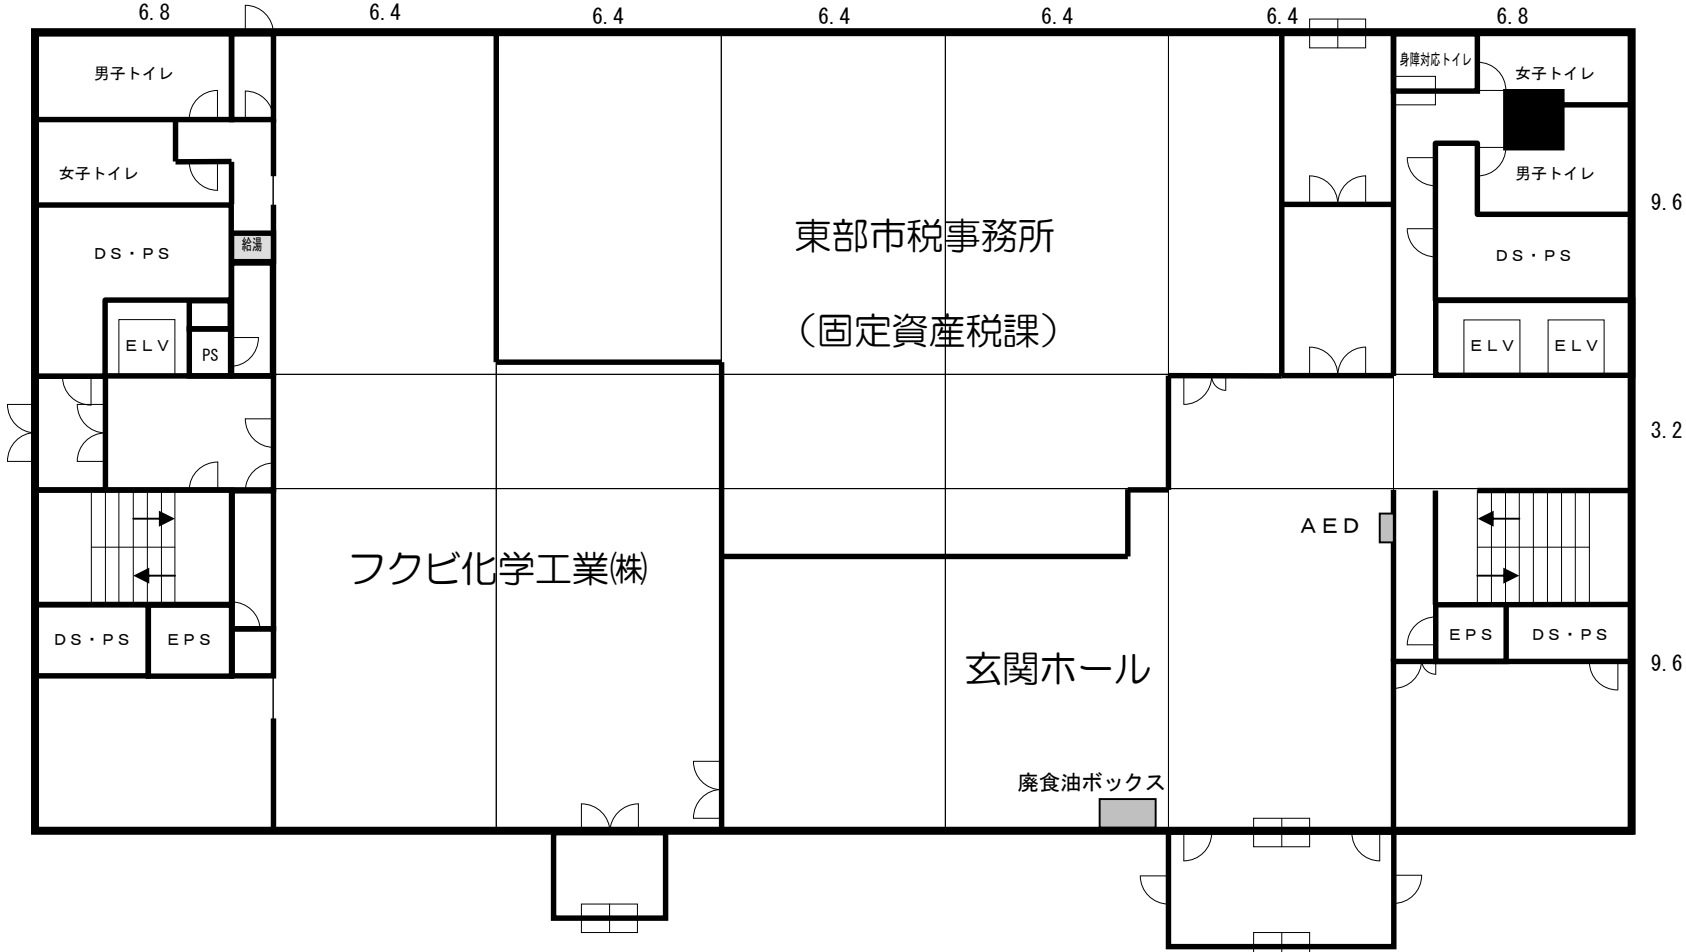 6.8
6.4
6.4
6.4
6.4
6.4
6.8
男子トイレ
身障対応トイレ
女子トイレ
女子トイレ
男子トイレ
9.6
東部市税事務所
給湯
DS・PS
DS・PS
(固定資産税課)
ELV
PS
ELV
ELV
3.2
AED
フクビ化学工業㈱
DS・PS
EPS
EPS
DS・PS
玄関ホール
9.6
廃食油ボックス